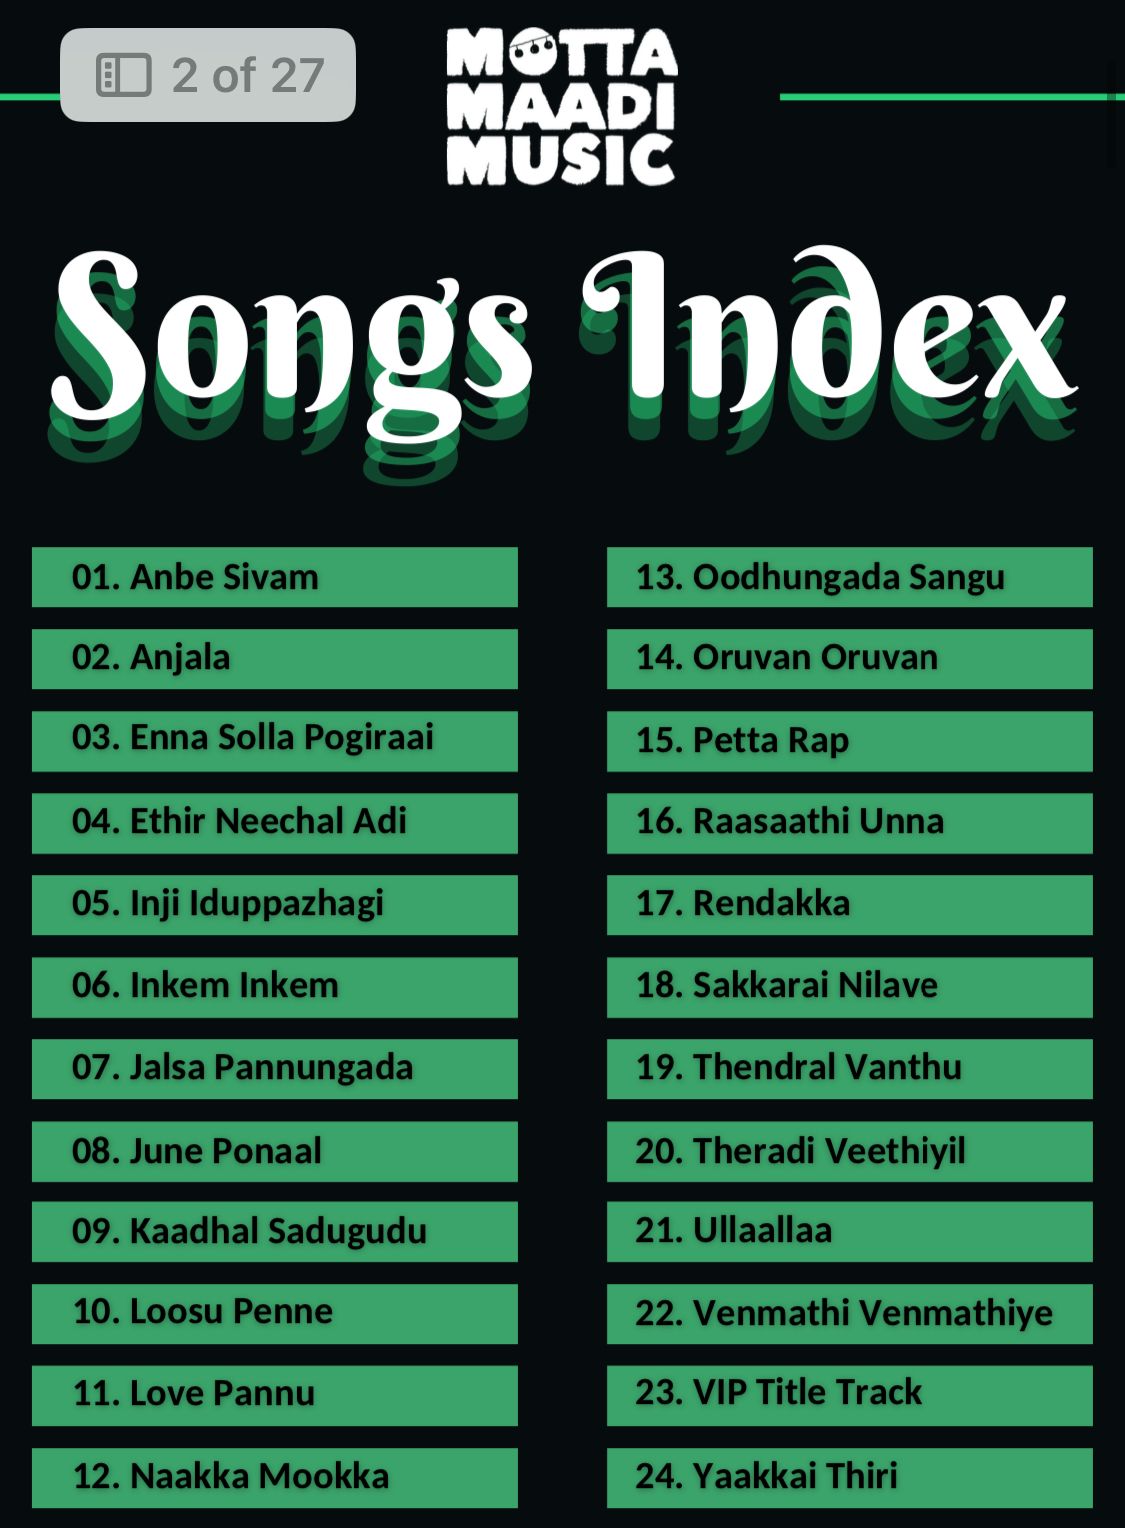 2 of 27
MOTTA
MAADI
MUSIC
Songs Index
01. Anbe Sivam
02. Anjala
03. Enna Solla Pogiraai
04. Ethir Neechal Adi
05. Inji Iduppazhagi
06. Inkem Inkem
07. Jalsa Pannungada
08. June Ponaal
09. Kaadhal Sadugudu
10. Loosu Penne
11. Love Pannu
12. Naakka Mookka
13. Oodhungada Sangu
14. Oruvan Oruvan
15. Petta Rap
16. Raasaathi Unna
17. Rendakka
18. Sakkarai Nilave
19. Thendral Vanthu
20. Theradi Veethiyil
21. Ullaallaa
22. Venmathi Venmathiye
23. VIP Title Track
24. Yaakkai Thiri